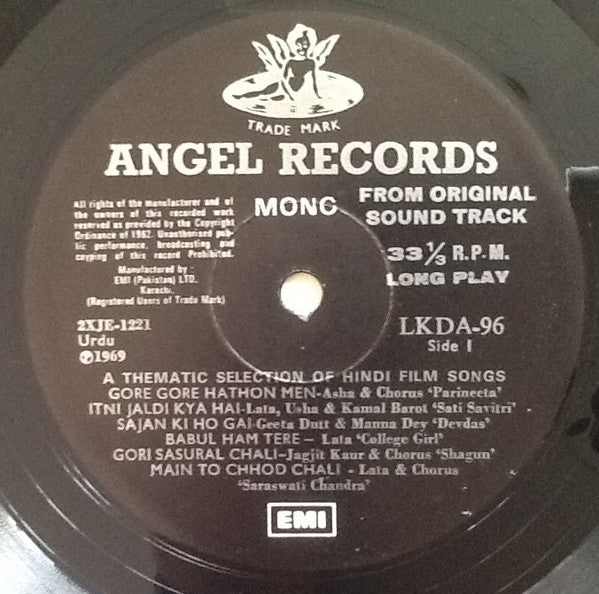 TRADE MARK
ANGEL RECORDS
All rights of the manufacturer and of
the owners of this recorded work
reserved as provided by the Copyright
Ordinance of 1962. Unauthorised pub-
lic performance, broadcasting and
copying of this record Prohibited.
Manufactured by :
EMI (Pakistan) LTD.
Karachi.
(Registered Users of Trade Mark)
MONO
FROM ORIGINAL
SOUND TRACK
33 1/3 R.P.M.
LONG PLAY
2XJE-1221
Urdu
℗1969
LKDA-96
Side 1
A THEMATIC SELECTION OF HINDI FILM SONGS
GORE GORE HATHON MEN-Asha & Chorus 'Parineeta'
ITNI JALDI KYA HAI-Lata, Usha & Kamal Barot 'Sati Savitri'
SAJAN KI HO GAI-Geeta Dutt & Manna Dey 'Devdas'
BABUL HAM TERE – Lata 'College Girl'
GORI SASURAL CHALI-Jagjit Kaur & Chorus 'Shagun'
MAIN TO CHHOD CHALI - Lata & Chorus
'Saraswati Chandra'
EMI